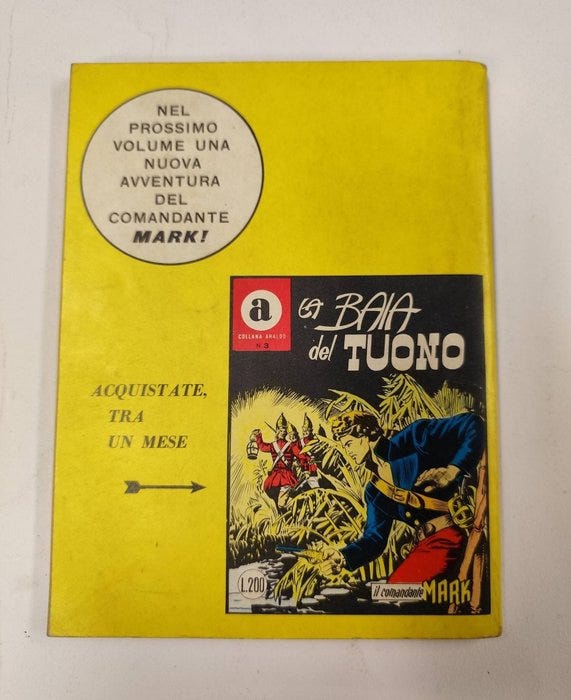 NEL
PROSSIMO
VOLUME UNA
NUOVA
AVVENTURA
DEL
COMANDANTE
MARK!
a
COLLANA ARALDO
N.3
LA BAIA
del TUONO
ACQUISTATE,
TRA
UN MESE
L.200
il comandante MARK